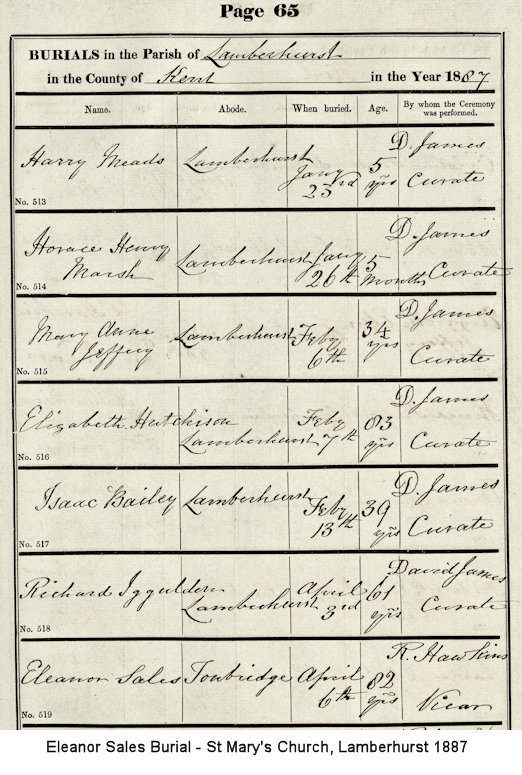 Page 65
BURIALS in the Parish of Lamberhurst
in the County of Kent in the Year 1887
Name. Abode. When buried. Age. By whom the Ceremony was performed.
Harry Meads Lamberhurst Jany 23rd 5 yrs D. James Curate
No. 513
Horace Henry Marsh Lamberhurst Jany 26th 5 Months D. James Curate
No. 514
Mary Anne Jeffery Lamberhurst Feby 6th 34 yrs D. James Curate
No. 515
Elizabeth Hutchison Lamberhurst Feby 7th 83 yrs D. James Curate
No. 516
Isaac Bailey Lamberhurst Feby 13th 39 yrs D. James Curate
No. 517
Richard Iggulden Lamberhurst April 3rd 61 yrs David James Curate
No. 518
Eleanor Sales Tonbridge April 6th 82 yrs R. Hawkins Vicar
No. 519
Eleanor Sales Burial - St Mary's Church, Lamberhurst 1887